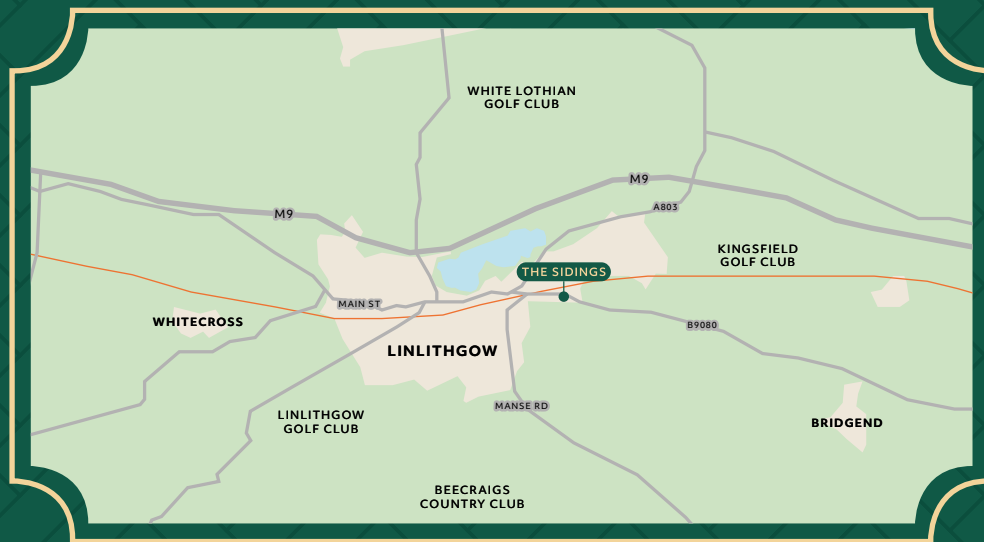 WHITE LOTHIAN
GOLF CLUB
M9
A803
M9
KINGSFIELD
GOLF CLUB
THE SIDINGS
MAIN ST
WHITECROSS
B9080
LINLITHGOW
MANSE RD
LINLITHGOW
GOLF CLUB
BRIDGEND
BEECRAIGS
COUNTRY CLUB